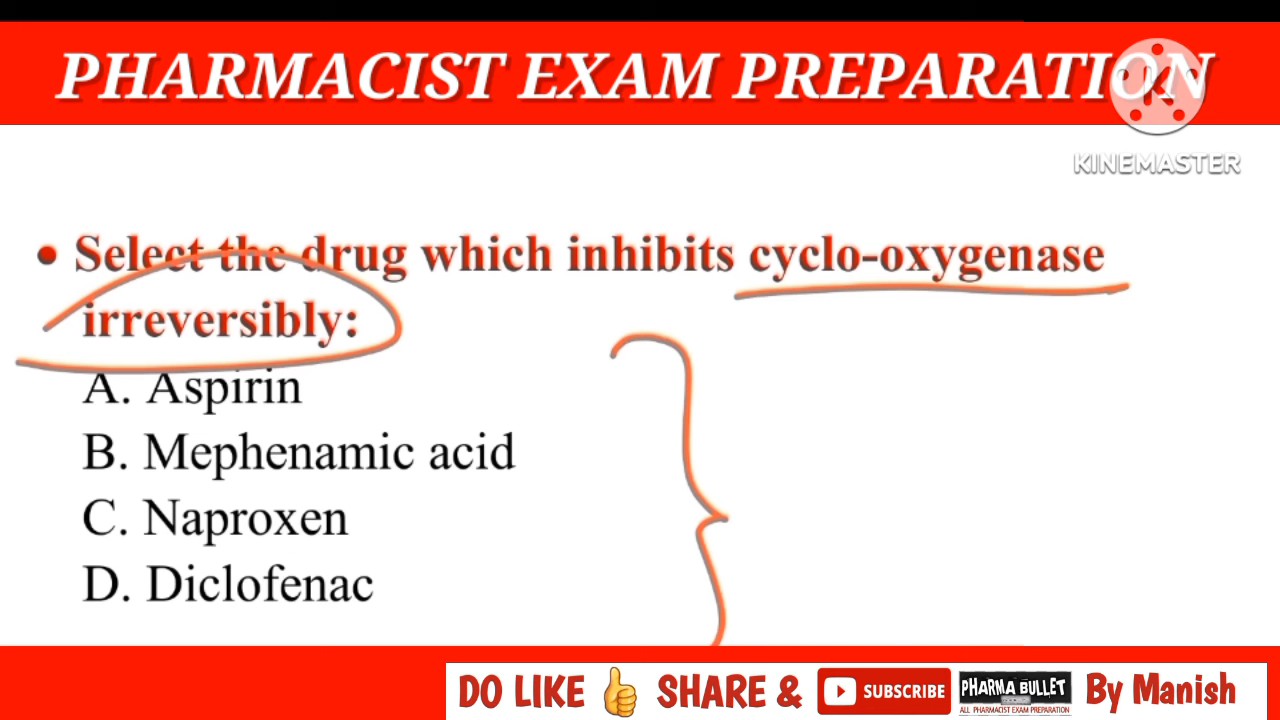 PHARMACIST EXAM PREPARATION
KINEMASTER
• Select the drug which inhibits cyclo-oxygenase
irreversibly:
A. Aspirin
B. Mephenamic acid
C. Naproxen
D. Diclofenac
DO LIKE 👍 SHARE & SUBSCRIBE PHARMA BULLET By Manish
ALL PHARMACIST EXAM PREPARATION